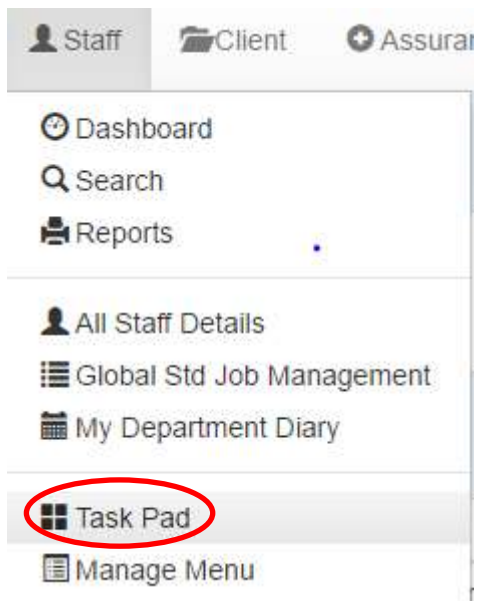 Staff Client Assurar
Dashboard
Search
Reports
All Staff Details
Global Std Job Management
My Department Diary
Task Pad
Manage Menu